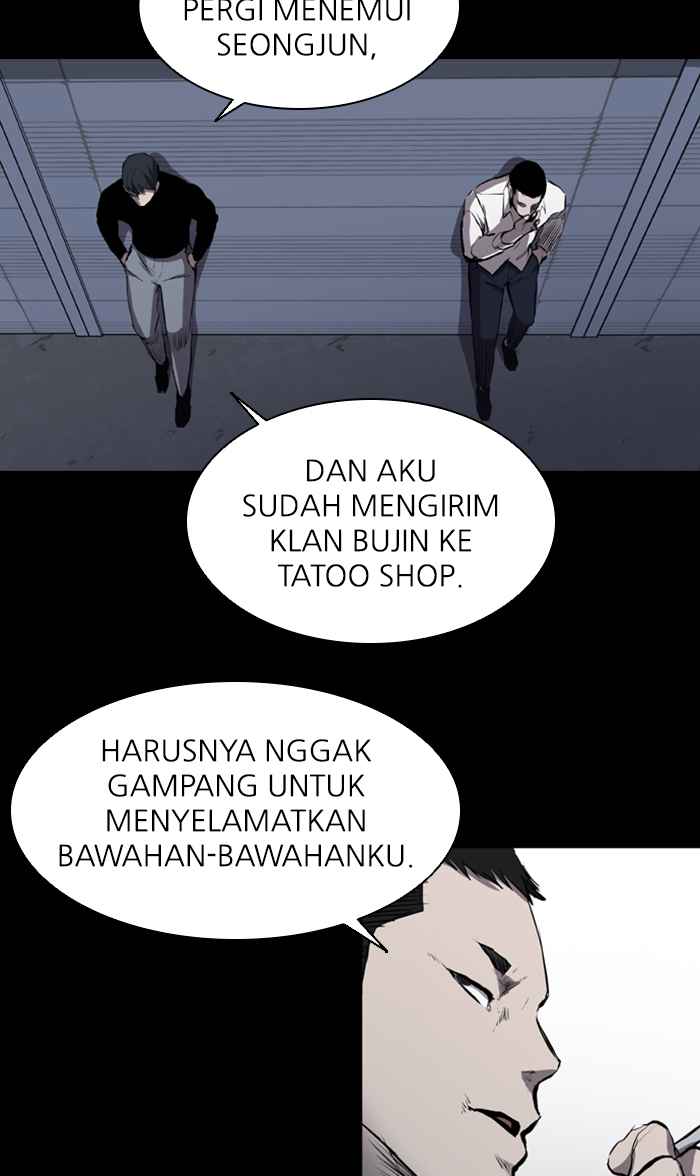 PERGI MENEMUI
SEONGJUN,
DAN AKU
SUDAH MENGIRIM
KLAN BUJIN KE
TATOO SHOP.
HARUSNYA NGGAK
GAMPANG UNTUK
MENYELAMATKAN
BAWAHAN-BAWAHANKU.